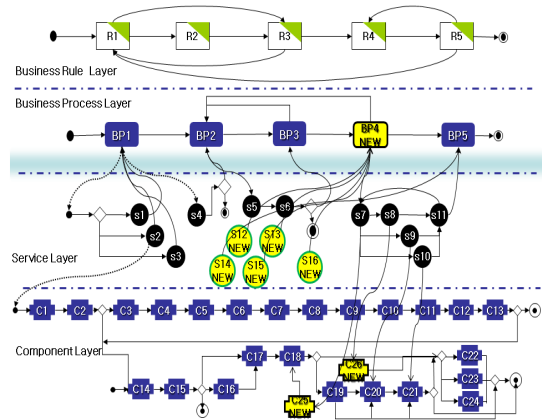 R1 R2 R3 R4 R5
Business Rule Layer
Business Process Layer
BP1 BP2 BP3 BP4 NEW BP5
s1
s2
s3
s4
s5
s6
s7 s8 s11
s9
s10
S12 NEW
S13 NEW
S14 NEW
S15 NEW
S16 NEW
Service Layer
C1 C2 C3 C4 C5 C6 C7 C8 C9 C10 C11 C12 C13
Component Layer
C14 C15 C16 C17 C18 C19 C20 C21 C22
C23
C24
C26 NEW
C25 NEW